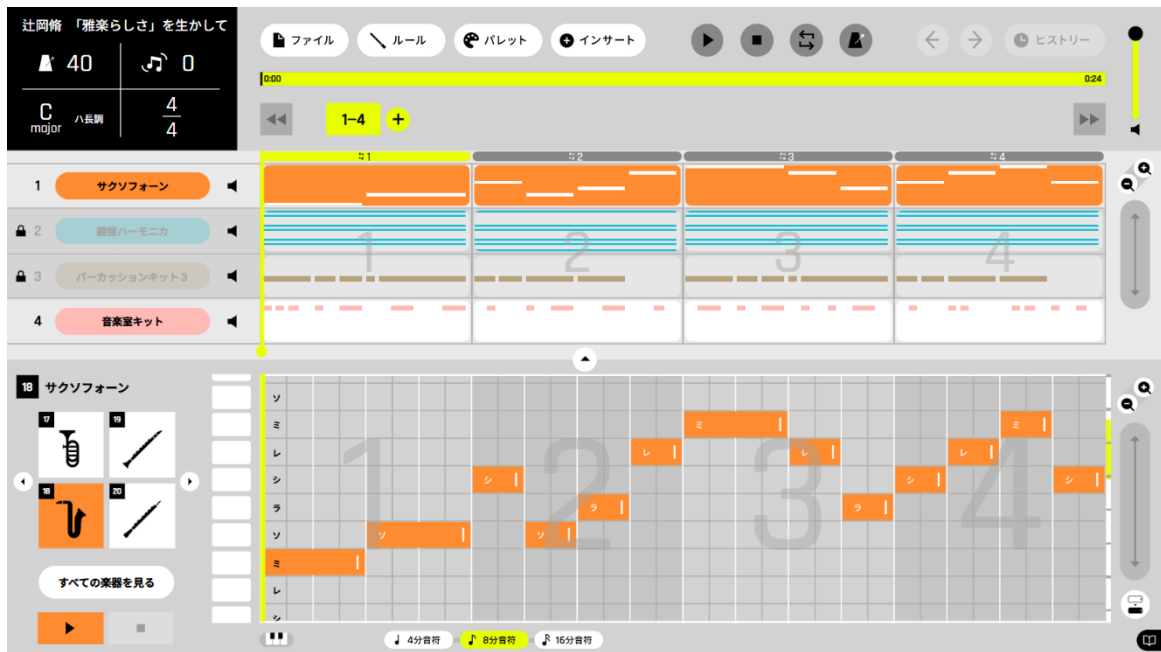 辻岡脩 「雅楽らしさ」を生かして
40
0
C
major
ハ長調
4
4
ファイル
ルール
パレット
インサート
ヒストリー
0:00
0:24
1-4
+
1
2
3
4
1
サクソフォーン
2
鍵盤ハーモニカ
3
パーカッションキット3
4
音楽室キット
1
2
3
4
18
サクソフォーン
17
19
18
20
すべての楽器を見る
ソ
ミ
レ
シ
ラ
ソ
ミ
レ
シ
1
2
3
4
ミ
ソ
シ
ソ
ラ
レ
ミ
レ
ラ
シ
レ
ミ
シ
4分音符
8分音符
16分音符